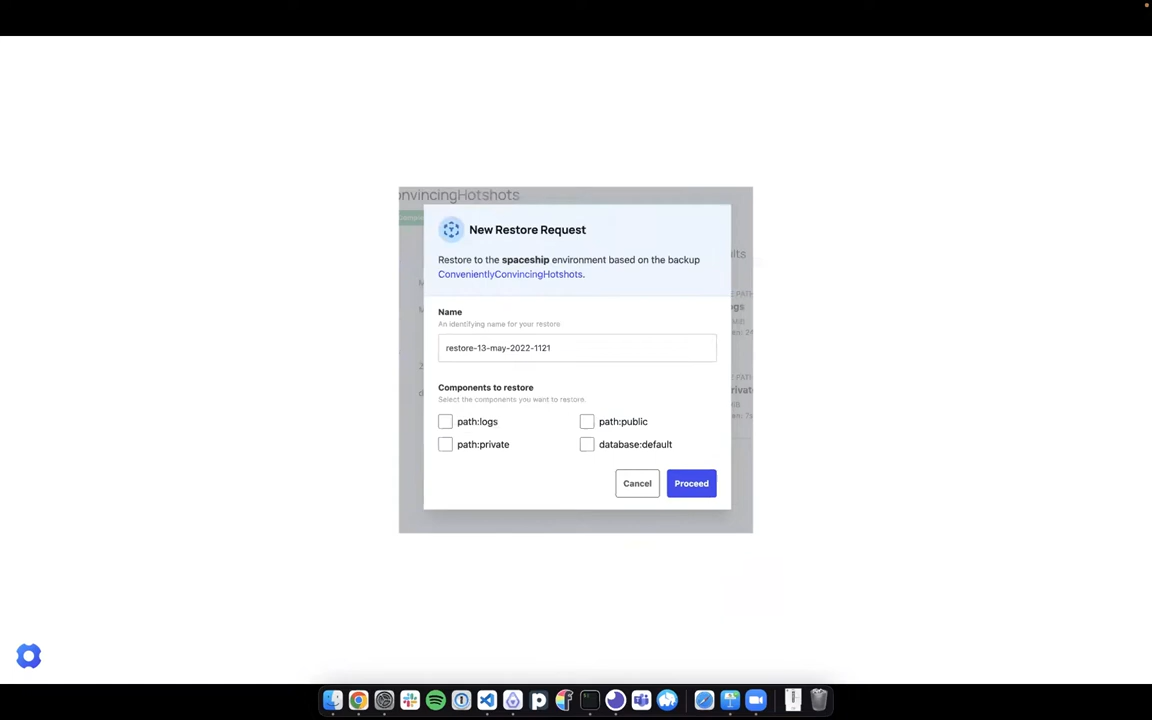 onvincingHotshots
New Restore Request
Restore to the spaceship environment based on the backup
ConvenientlyConvincingHotshots.
Name
An identifying name for your restore
restore-13-may-2022-1121
Components to restore
Select the components you want to restore.
path:logs
path:public
path:private
database:default
Cancel
Proceed